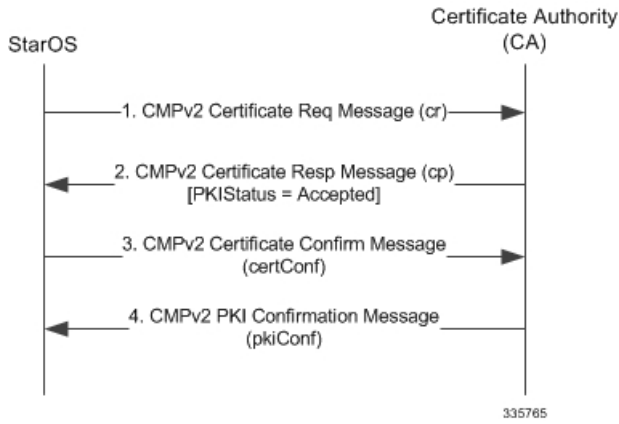 Certificate Authority
(CA)
StarOS
1. CMPv2 Certificate Req Message (cr)
2. CMPv2 Certificate Resp Message (cp)
[PKIStatus = Accepted]
3. CMPv2 Certificate Confirm Message
(certConf)
4. CMPv2 PKI Confirmation Message
(pkiConf)
335765